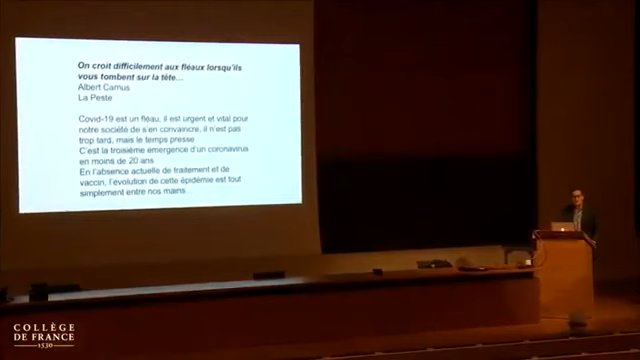 On croit difficilement aux fléaux lorsqu'ils
vous tombent sur la tête...
Albert Camus
La Peste
Covid-19 est un fléau, il est urgent et vital pour
notre société de s'en convaincre, il n'est pas
trop tard, mais le temps presse
C'est la troisième émergence d'un coronavirus
en moins de 20 ans
En l'absence actuelle de traitement et de
vaccin, l'évolution de cette épidémie est tout
simplement entre nos mains...
COLLÈGE
DE FRANCE
1530